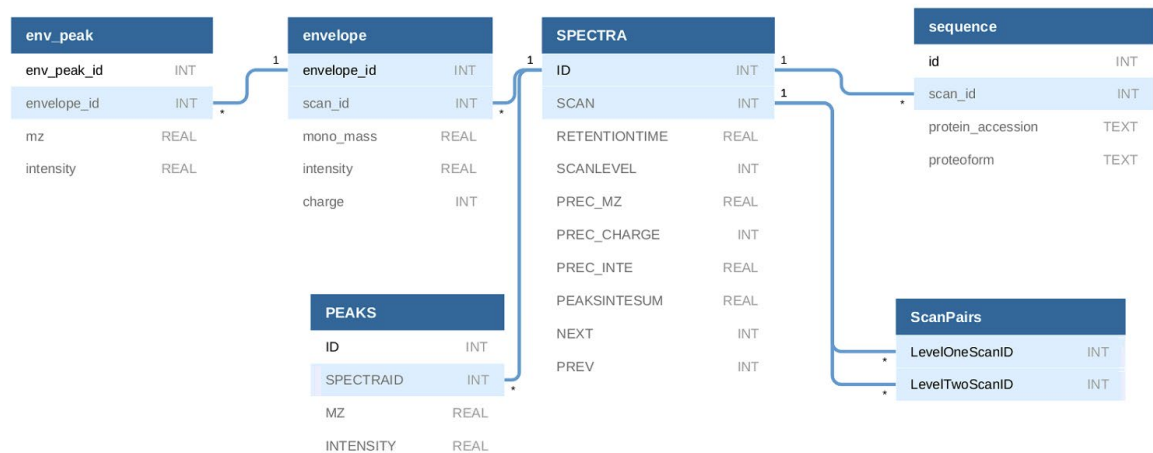 env_peak
env_peak_id INT
envelope_id INT
mz REAL
intensity REAL
1
*
envelope
envelope_id INT
scan_id INT
mono_mass REAL
intensity REAL
charge INT
1
*
SPECTRA
ID INT
SCAN INT
RETENTIONTIME REAL
SCANLEVEL INT
PREC_MZ REAL
PREC_CHARGE INT
PREC_INTE REAL
PEAKSINTESUM REAL
NEXT INT
PREV INT
1
1
*
sequence
id INT
scan_id INT
protein_accession TEXT
proteoform TEXT
PEAKS
ID INT
SPECTRAID INT
MZ REAL
INTENSITY REAL
*
ScanPairs
LevelOneScanID INT
LevelTwoScanID INT
*
*